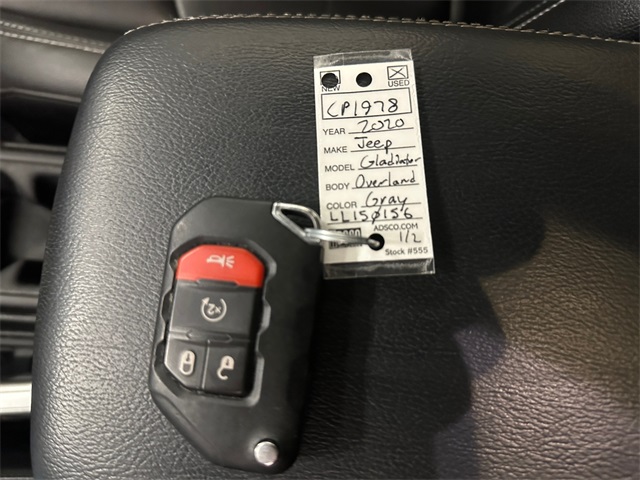 NEW USED
CP1978
YEAR 2020
MAKE Jeep
MODEL Gladiator
BODY Overland
COLOR Gray
LL150156
ADSCO.COM
1/2
Stock #555
x2